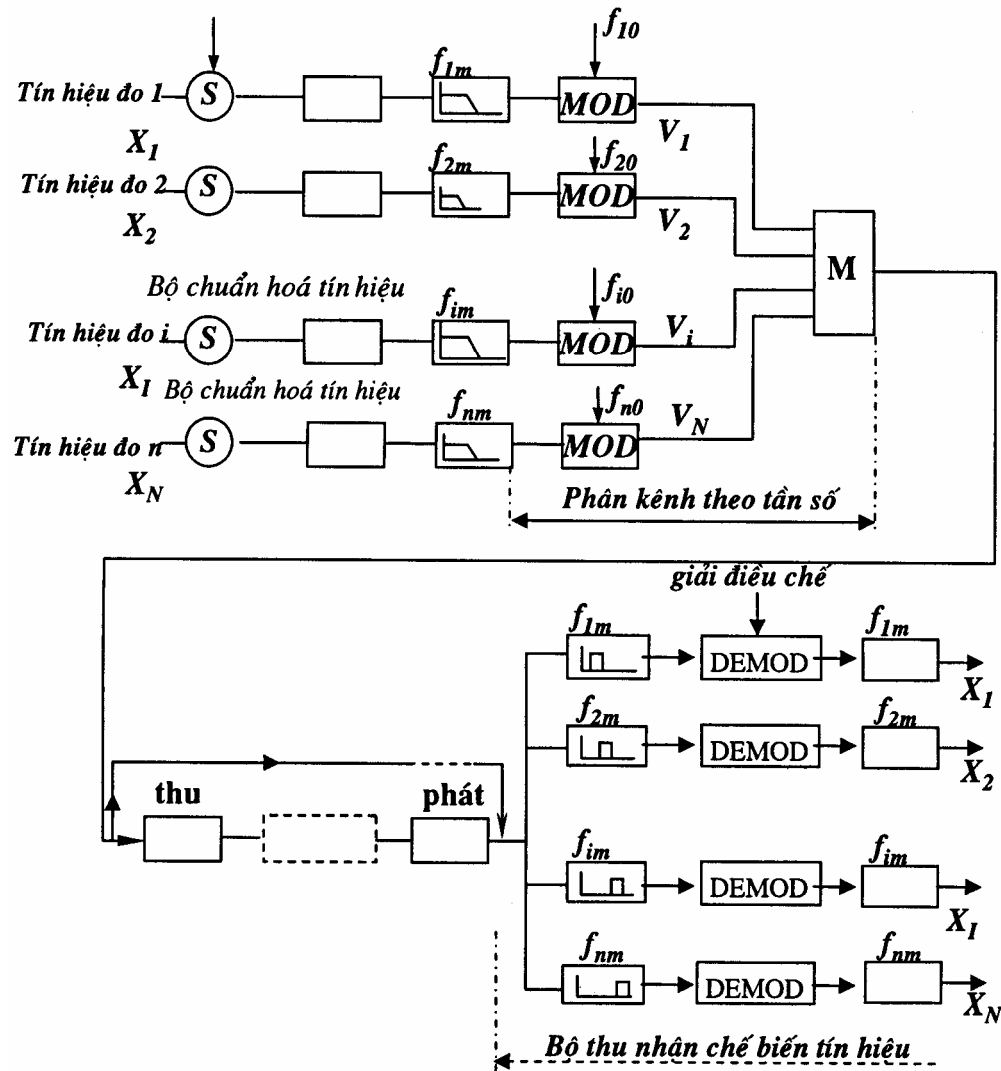 f10
f1m
Tín hiệu đo 1 S MOD
X1 V1
f2m f20
Tín hiệu đo 2 S MOD
X2 V2
M
Bộ chuẩn hoá tín hiệu
fim fi0
Tín hiệu đo i S MOD Vi
XI Bộ chuẩn hoá tín hiệu
fnm fn0
Tín hiệu đo n S MOD VN
XN
Phân kênh theo tần số
giải điều chế
f1m f1m
DEMOD
X1
f2m f2m
DEMOD
X2
thu phát
fim fim
DEMOD
XI
fnm fnm
DEMOD
XN
Bộ thu nhận chế biến tín hiệu